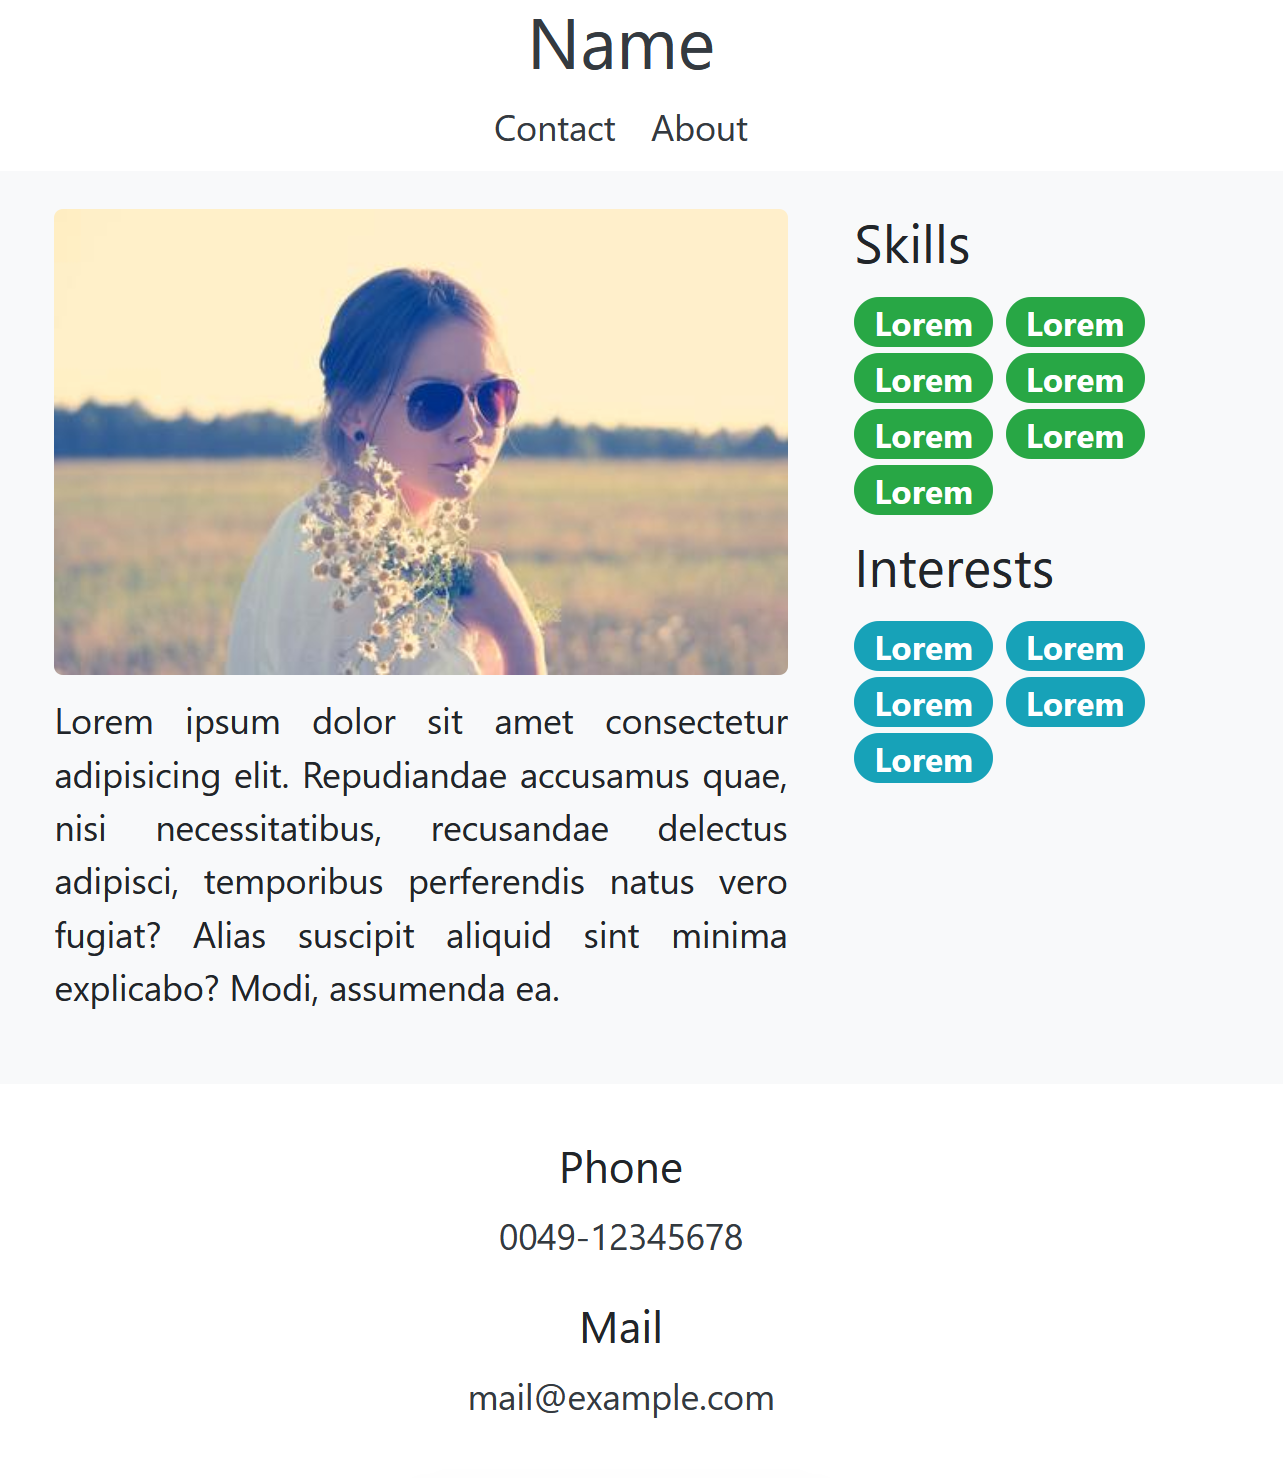 Name
Contact About
Lorem ipsum dolor sit amet consectetur
adipisicing elit. Repudiandae accusamus quae,
nisi necessitatibus, recusandae delectus
adipisci, temporibus perferendis natus vero
fugiat? Alias suscipit aliquid sint minima
explicabo? Modi, assumenda ea.
Skills
Lorem Lorem
Lorem Lorem
Lorem Lorem
Lorem
Interests
Lorem Lorem
Lorem Lorem
Lorem
Phone
0049-12345678
Mail
mail@example.com